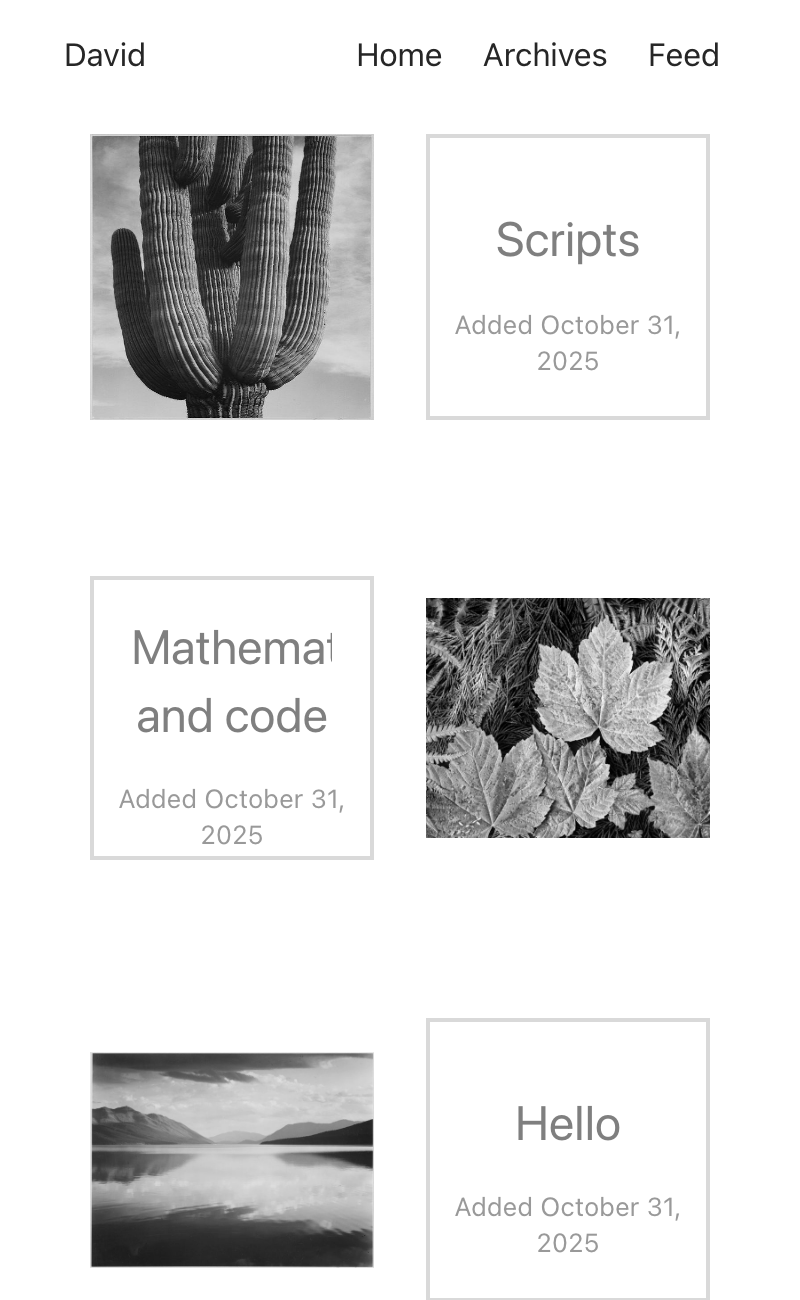 David Home Archives Feed
Scripts
Added October 31,
2025
Mathemat
and code
Added October 31,
2025
Hello
Added October 31,
2025